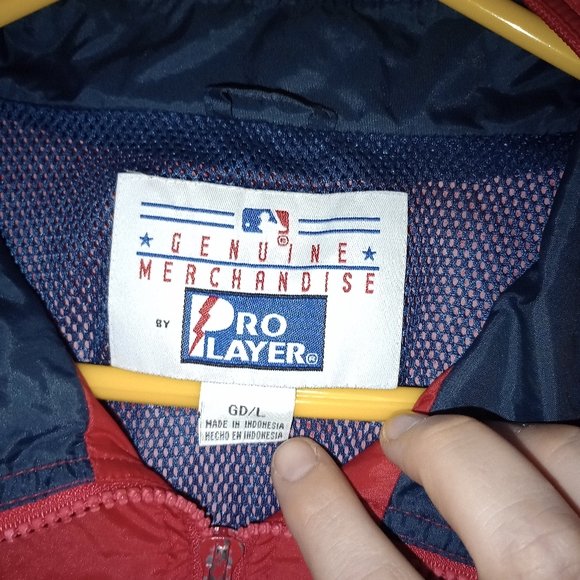 GENUINE
MERCHANDISE
BY PRO
PLAYER®
GD/L
MADE IN INDONESIA
HECHO EN INDONESIA